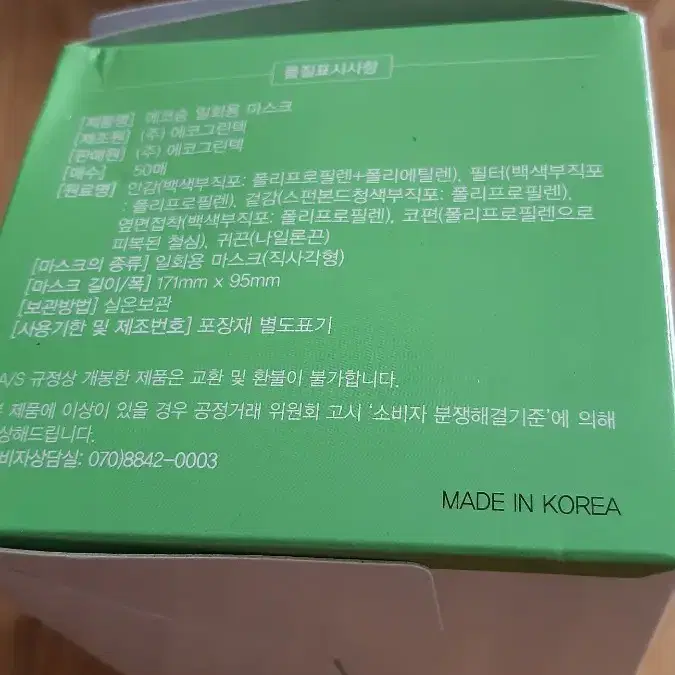 품질표시사항
[제품명] 에코숨 일회용 마스크
[제조원] (주) 에코그린텍
[판매원] (주) 에코그린텍
[매수] 50매
[원료명] 안감(백색부직포: 폴리프로필렌+폴리에틸렌), 필터(백색부직포
: 폴리프로필렌), 겉감(스펀본드청색부직포: 폴리프로필렌),
옆면접착(백색부직포: 폴리프로필렌), 코편(폴리프로필렌으로
피복된 철심), 귀끈(나일론끈)
[마스크의 종류] 일회용 마스크(직사각형)
[마스크 길이/폭] 171mm x 95mm
[보관방법] 실온보관
[사용기한 및 제조번호] 포장재 별도표기
A/S 규정상 개봉한 제품은 교환 및 환불이 불가합니다.
제품에 이상이 있을 경우 공정거래 위원회 고시 '소비자 분쟁해결기준'에 의해
상해드립니다.
비자상담실: 070)8842-0003
MADE IN KOREA